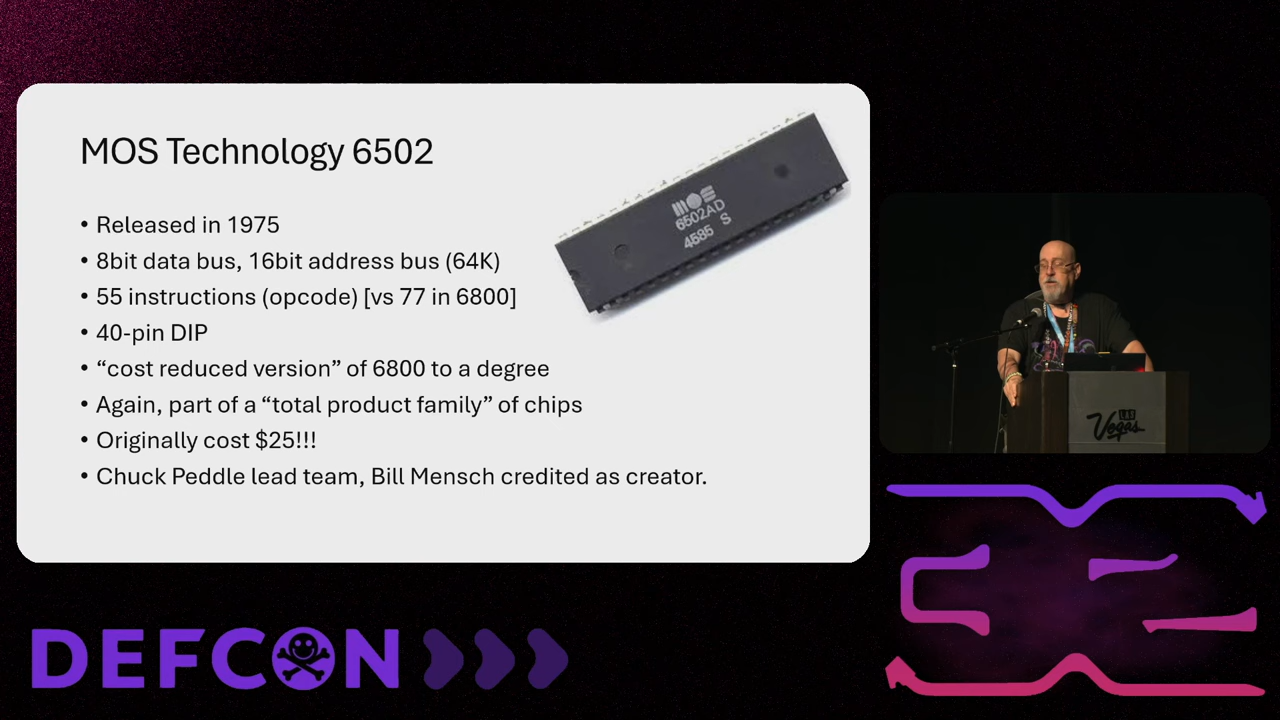 MOS Technology 6502
• Released in 1975
• 8bit data bus, 16bit address bus (64K)
• 55 instructions (opcode) [vs 77 in 6800]
• 40-pin DIP
• “cost reduced version” of 6800 to a degree
• Again, part of a “total product family” of chips
• Originally cost $25!!!
• Chuck Peddle lead team, Bill Mensch credited as creator.
MOS
6502AD
4585 S
Vegas
DEFCON